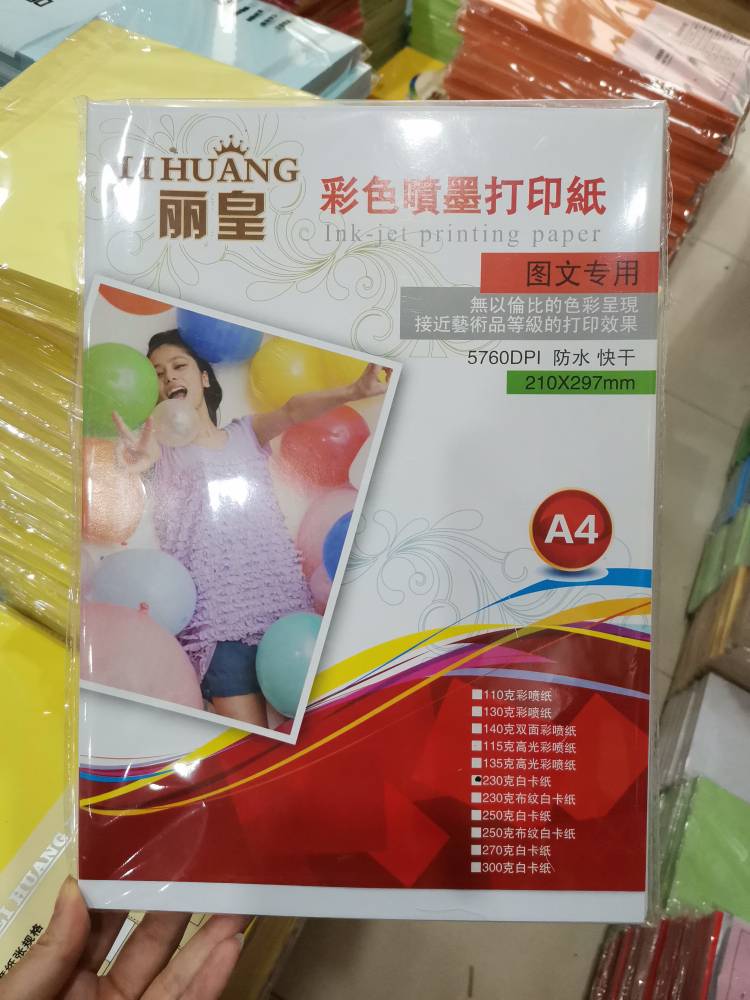 LI HUANG
丽皇
彩色噴墨打印紙
Ink-jet printing paper
图文专用
無以倫比的色彩呈現
接近藝術品等級的打印效果
5760DPI 防水 快干
210X297mm
A4
110克彩喷纸
130克彩喷纸
140克双面彩喷纸
115克高光彩喷纸
135克高光彩喷纸
230克白卡纸
230克布纹白卡纸
250克白卡纸
250克布纹白卡纸
270克白卡纸
300克白卡纸
LI HUANG
纸张规格